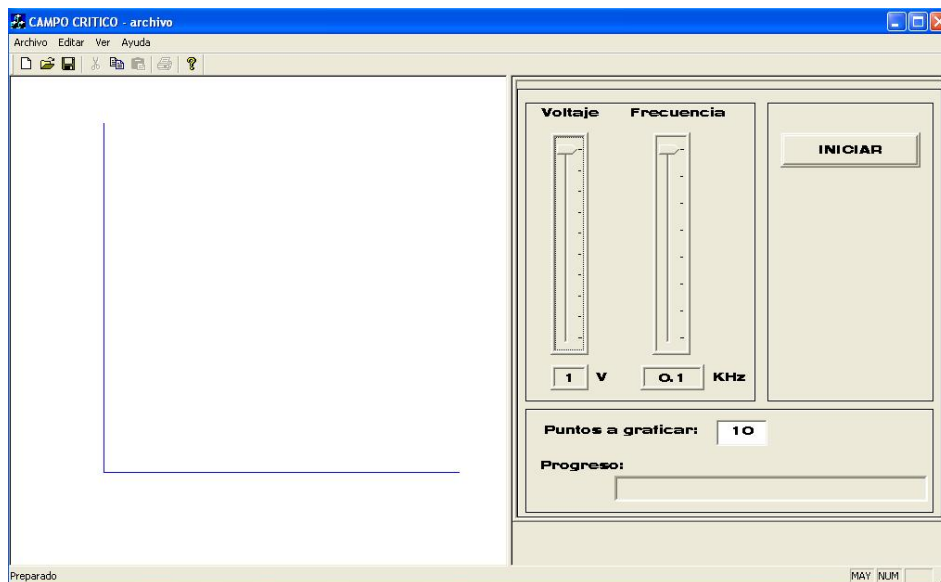 CAMPO CRITICO - archivo
Archivo Editar Ver Ayuda
Voltaje Frecuencia
INICIAR
1 V 0.1 KHz
Puntos a graficar: 10
Progreso:
Preparado MAY NUM